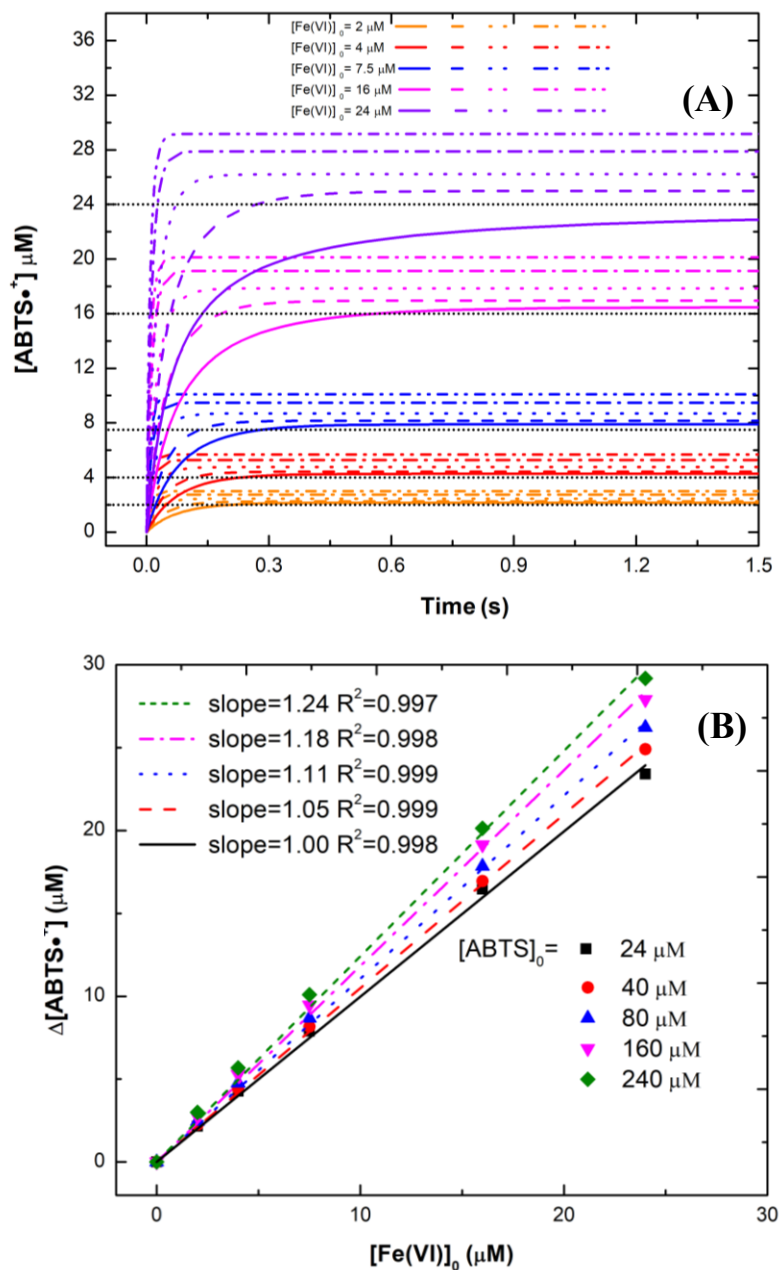 [Fe(VI)]0= 2 μM
[Fe(VI)]0= 4 μM
[Fe(VI)]0= 7.5 μM
[Fe(VI)]0= 16 μM
[Fe(VI)]0= 24 μM
(A)
36
32
28
24
20
16
12
8
4
0
[ABTS•+] μM
0.0 0.3 0.6 0.9 1.2 1.5
Time (s)
30
20
10
0
Δ[ABTS•+] (μM)
slope=1.24 R2=0.997
slope=1.18 R2=0.998
slope=1.11 R2=0.999
slope=1.05 R2=0.999
slope=1.00 R2=0.998
(B)
[ABTS]0= 24 μM
40 μM
80 μM
160 μM
240 μM
0 10 20 30
[Fe(VI)]0 (μM)